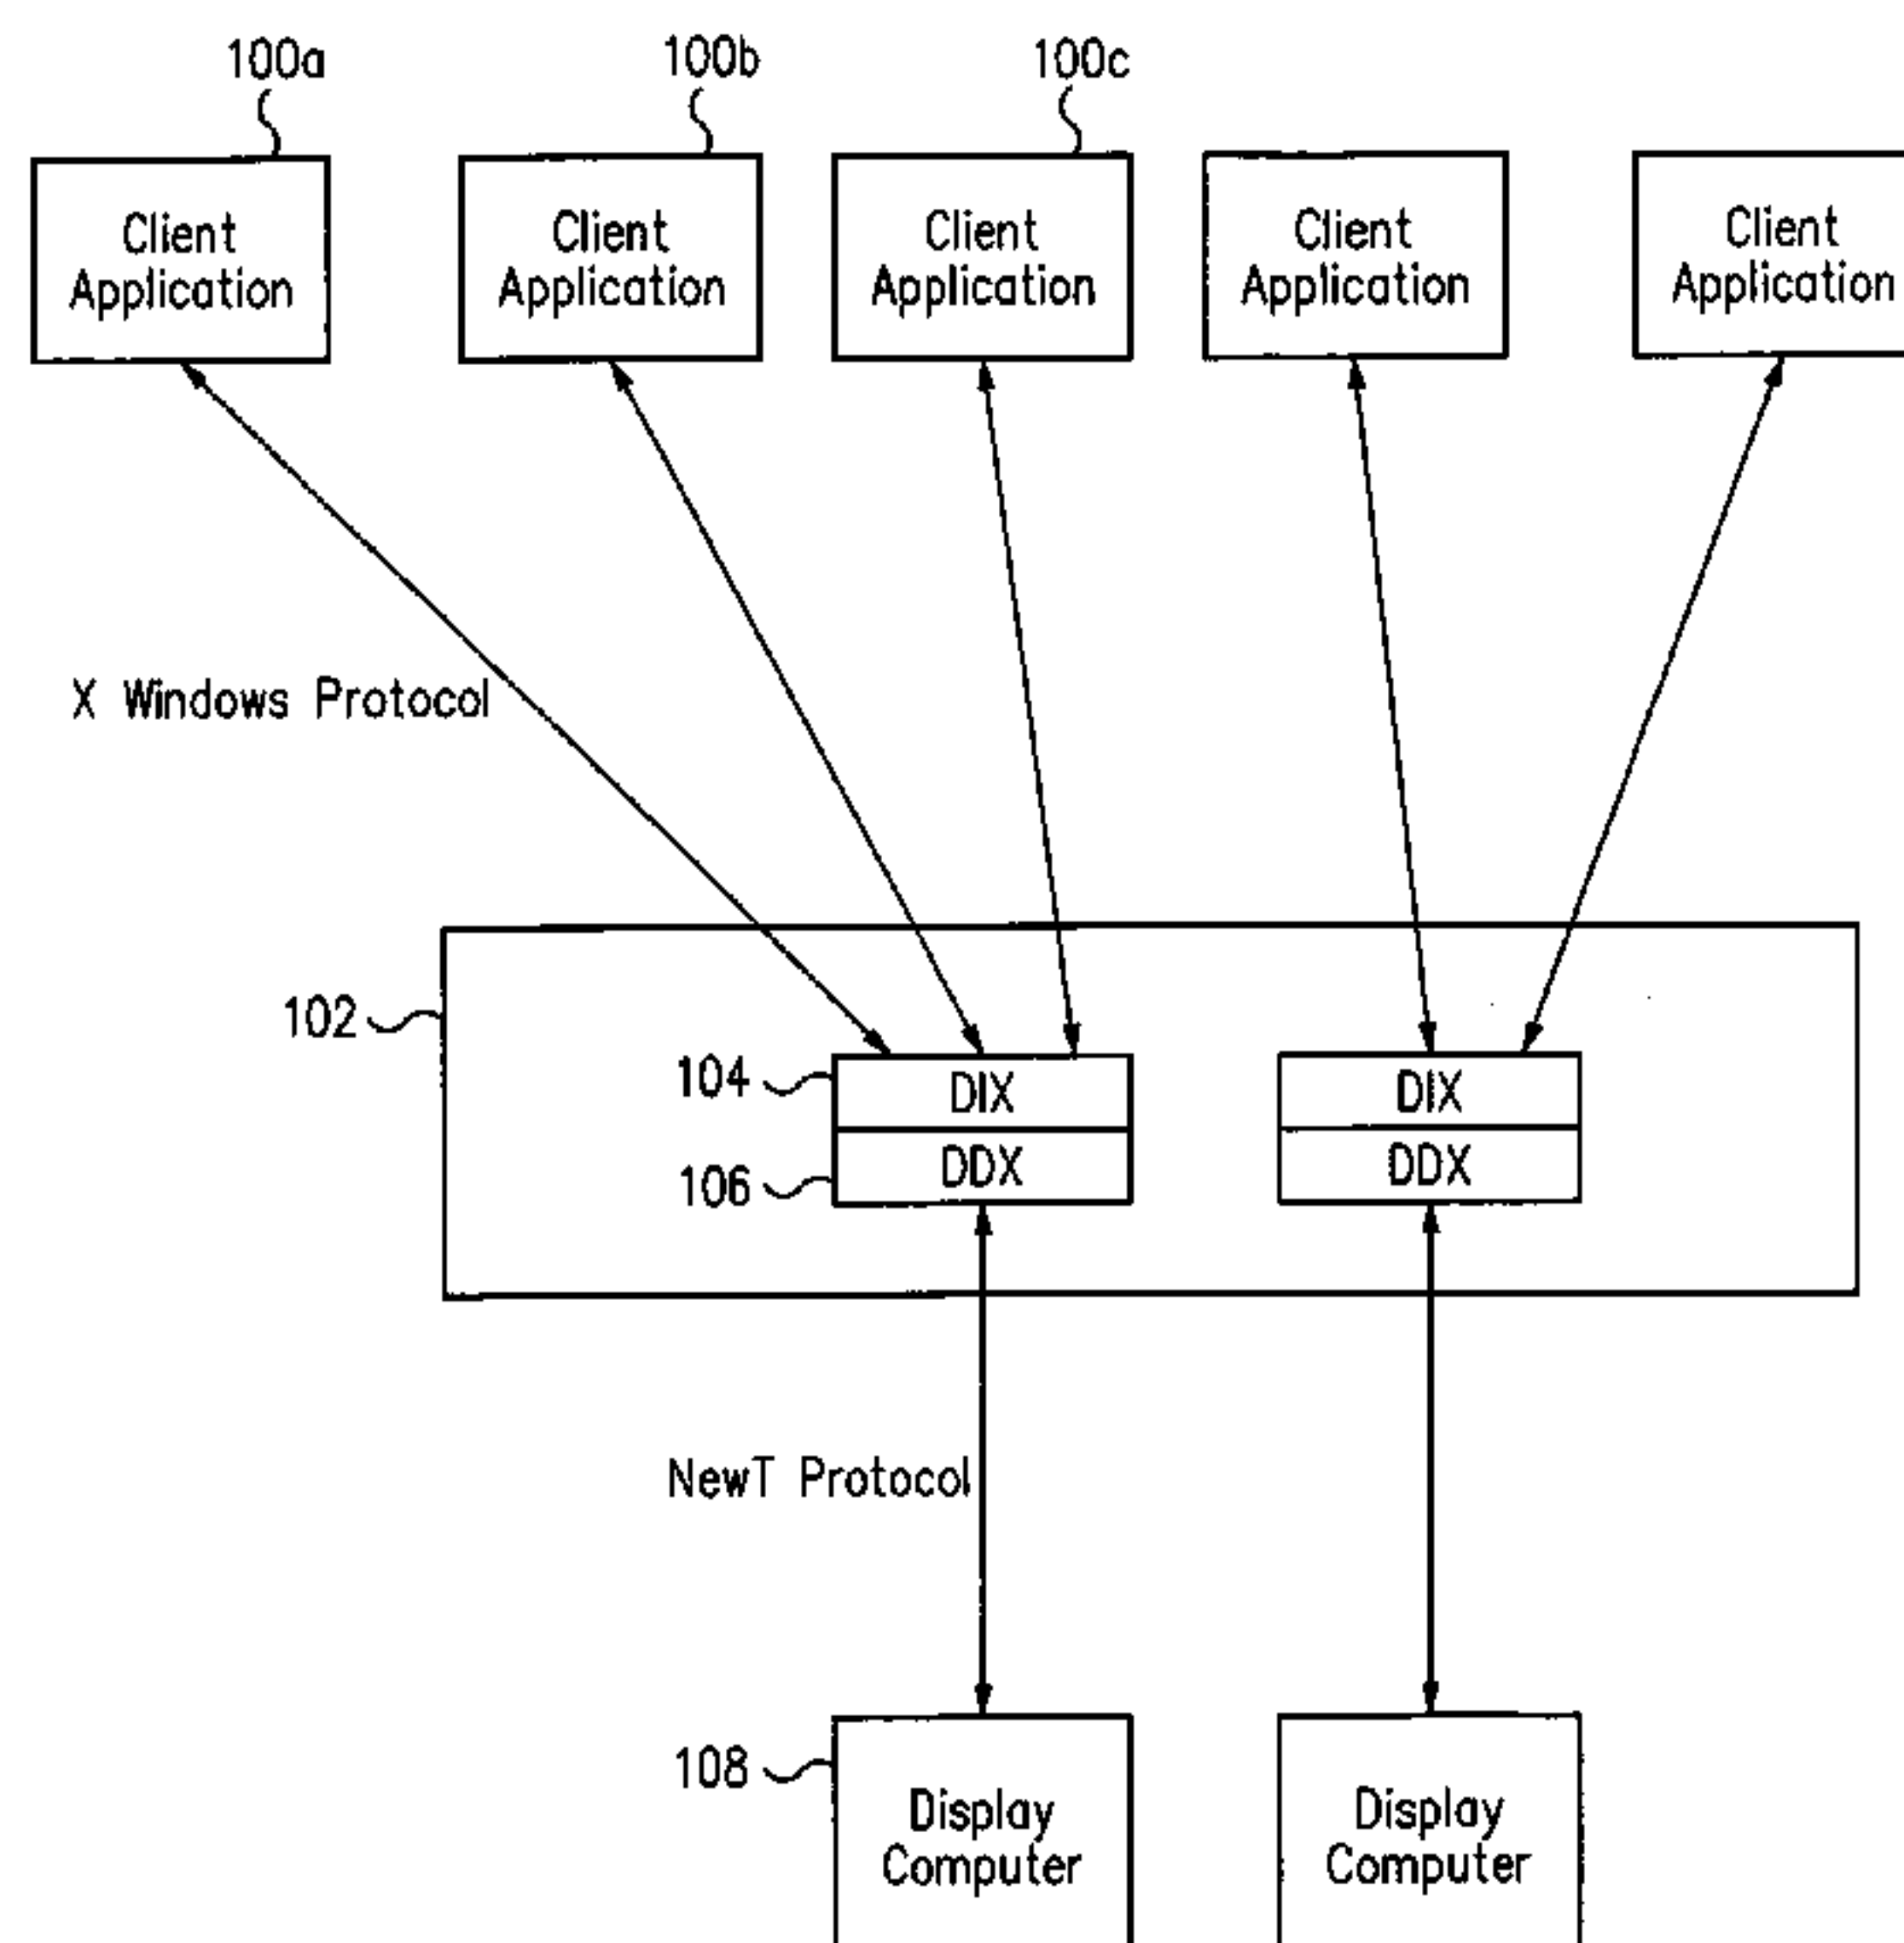 100a
100b
100c
Client
Application
Client
Application
Client
Application
Client
Application
Client
Application
X Windows Protocol
102
104
DIX
DIX
106
DDX
DDX
NewT Protocol
108
Display
Computer
Display
Computer